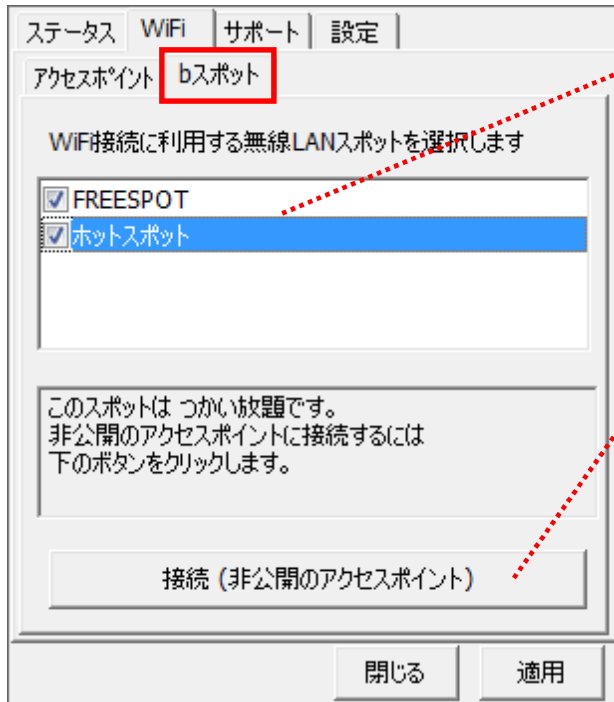 ステータス WiFi サポート 設定
アクセスポイント bスポット
WiFi接続に利用する無線LANスポットを選択します
FREESPOT
ホットスポット
このスポットは つかい放題です。
非公開のアクセスポイントに接続するには
下のボタンをクリックします。
接続 (非公開のアクセスポイント)
閉じる 適用